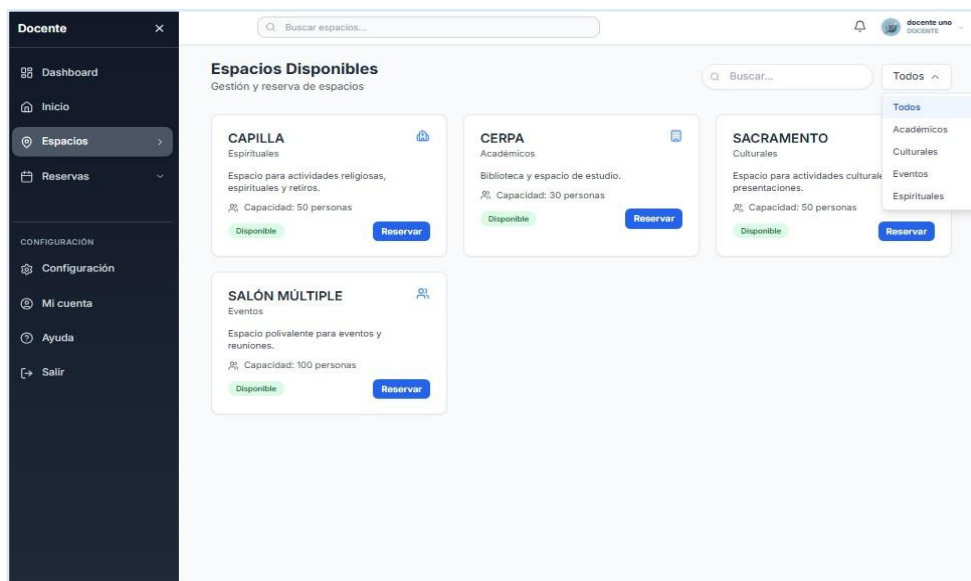 Docente
Buscar espacios...
docente uno
DOCENTE
Dashboard
Inicio
Espacios
Reservas
CONFIGURACIÓN
Configuración
Mi cuenta
Ayuda
Salir
Espacios Disponibles
Gestión y reserva de espacios
Buscar...
Todos
Todos
Académicos
Culturales
Eventos
Espirituales
CAPILLA
Espirituales
Espacio para actividades religiosas,
espirituales y retiros.
Capacidad: 50 personas
Disponible
Reservar
CERPA
Académicos
Biblioteca y espacio de estudio.
Capacidad: 30 personas
Disponible
Reservar
SACRAMENTO
Culturales
Espacio para actividades culturale
presentaciones.
Capacidad: 50 personas
Disponible
Reservar
SALÓN MÚLTIPLE
Eventos
Espacio polivalente para eventos y
reuniones.
Capacidad: 100 personas
Disponible
Reservar